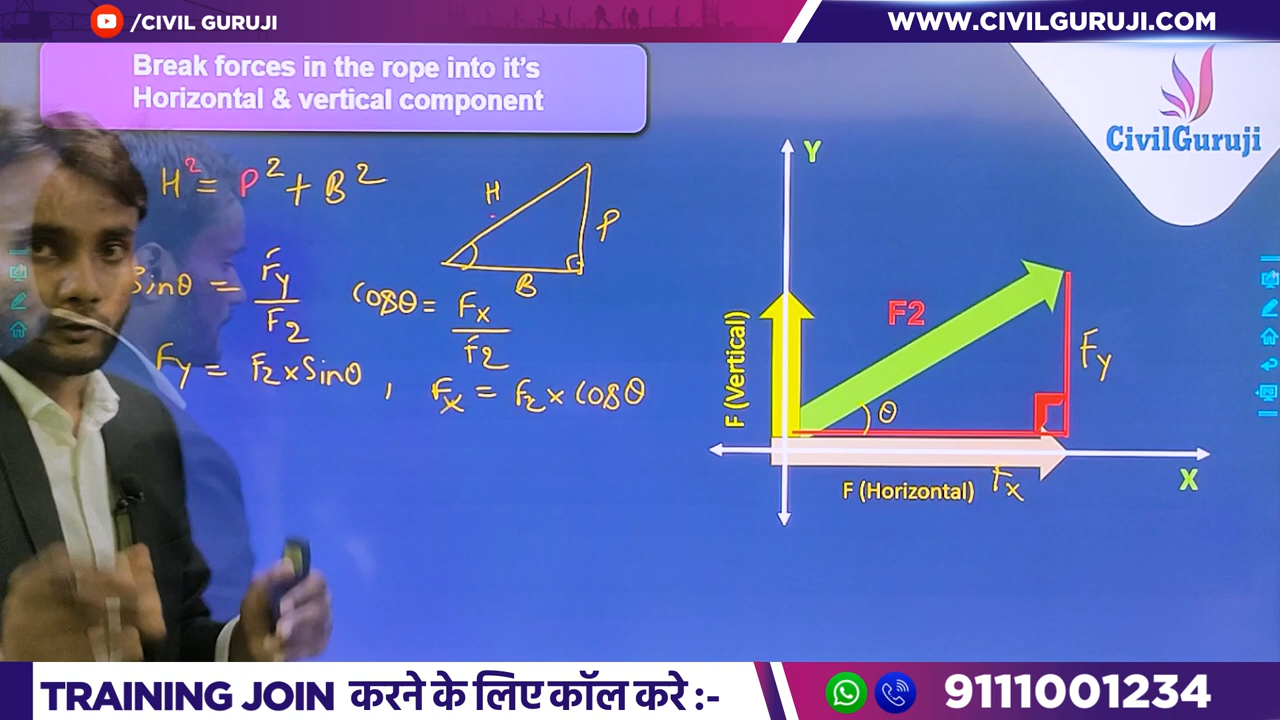 /CIVIL GURUJI
WWW.CIVILGURUJI.COM
Break forces in the rope into it's
Horizontal & vertical component
CivilGuruji
H² = P² + B²
H
P
B
Sinθ = Fy/F2
Cosθ = Fx/F2
Fy = F2 x Sinθ , Fx = F2 x Cosθ
Y
F2
F (Vertical)
Fy
θ
F (Horizontal) Fx
X
TRAINING JOIN करने के लिए कॉल करे :-
9111001234